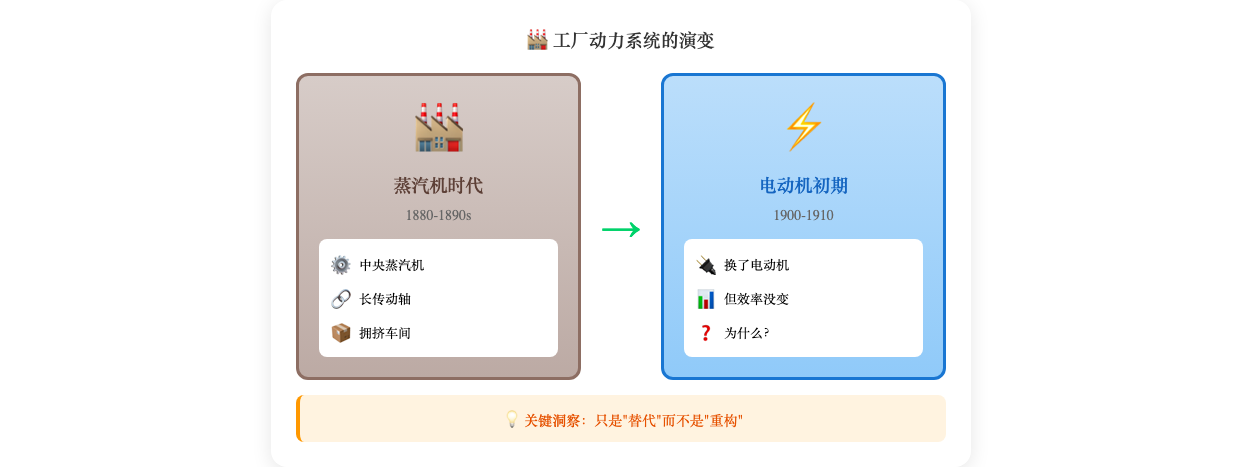 🏭 工厂动力系统的演变
蒸汽机时代
1880-1890s
⚙️ 中央蒸汽机
🔗 长传动轴
📦 拥挤车间
→
电动机初期
1900-1910
🔌 换了电动机
📊 但效率没变
❓ 为什么?
💡 关键洞察：只是"替代"而不是"重构"